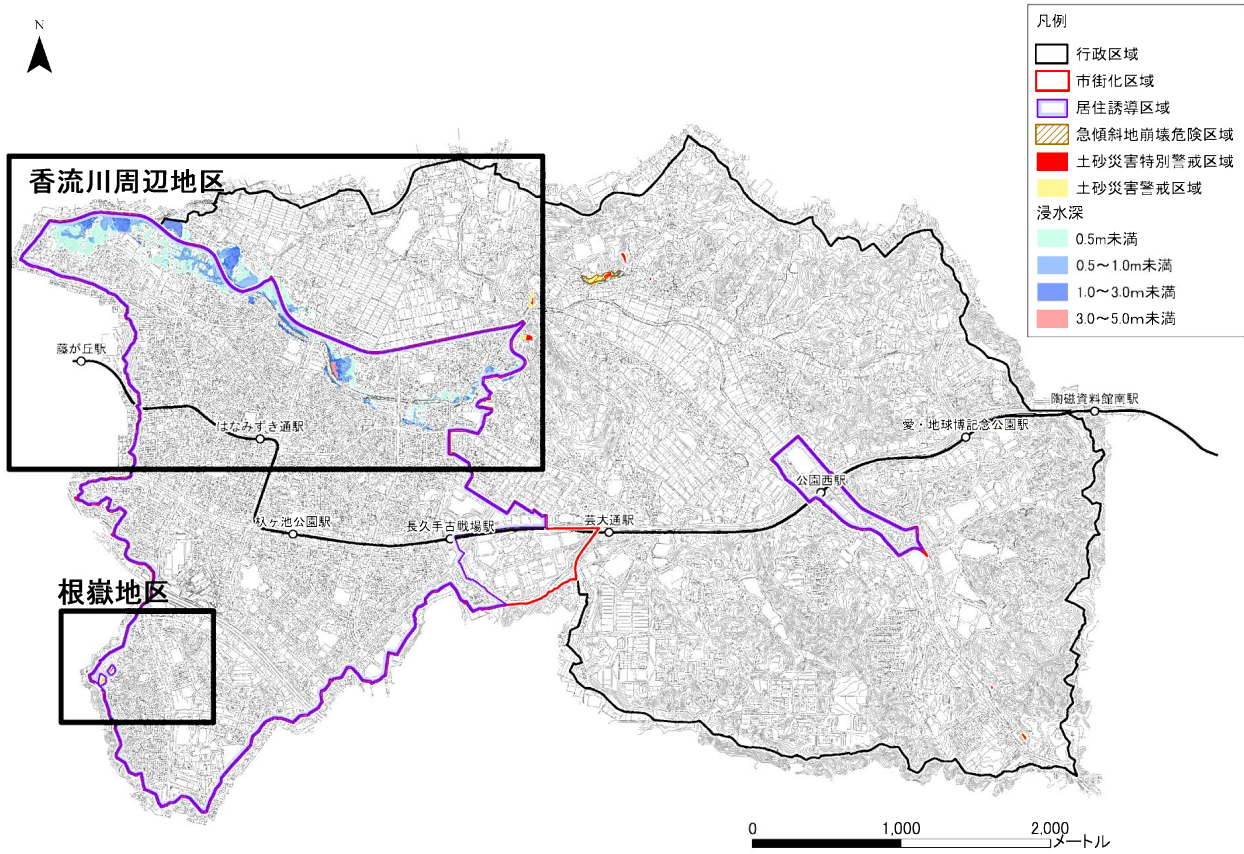 N
凡例
行政区域
市街化区域
居住誘導区域
急傾斜地崩壊危険区域
土砂災害特別警戒区域
土砂災害警戒区域
浸水深
0.5m未満
0.5～1.0m未満
1.0～3.0m未満
3.0～5.0m未満
香流川周辺地区
藤が丘駅
はなみずき通駅
陶磁資料館南駅
愛・地球博記念公園駅
公園西駅
杁ヶ池公園駅
長久手古戦場駅
芸大通駅
根嶽地区
0 1,000 2,000
メートル